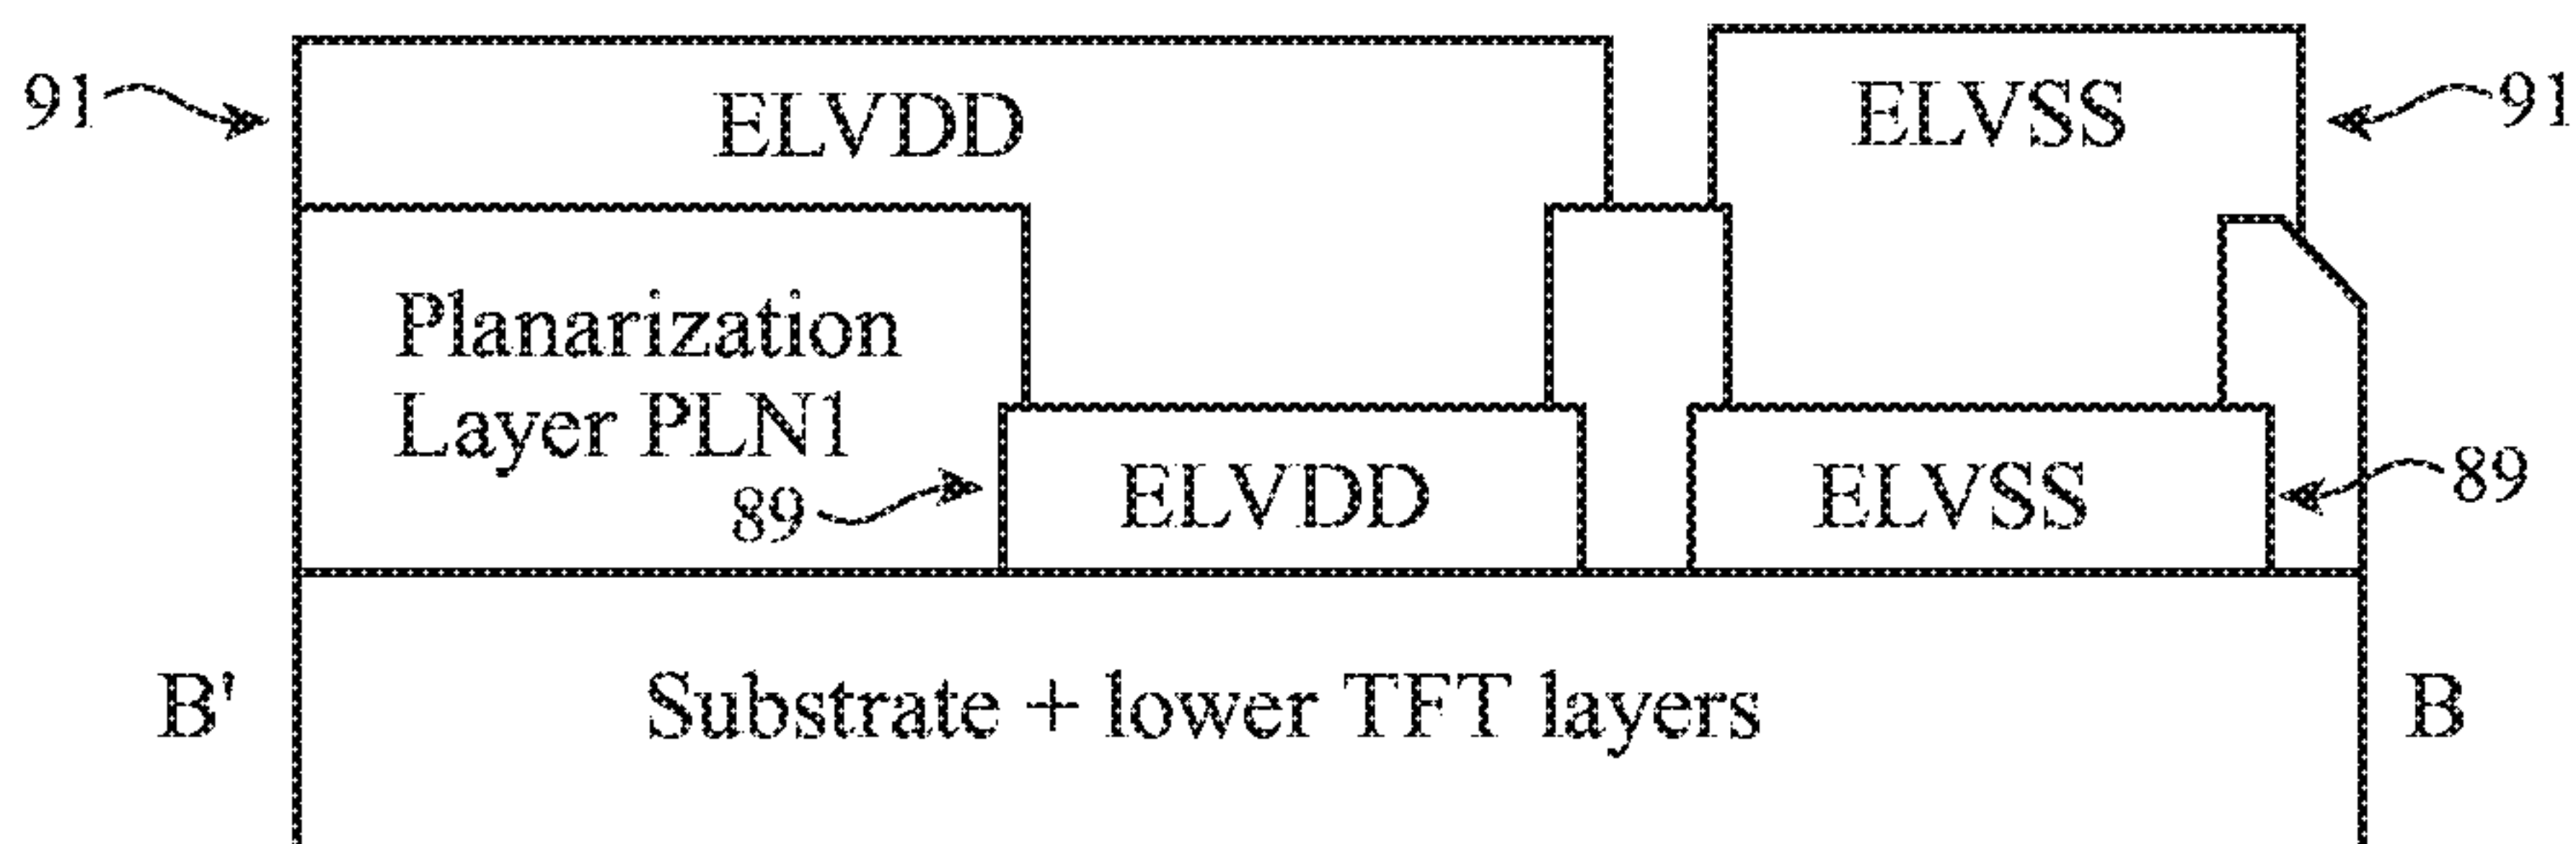 91
ELVDD
ELVSS
91
Planarization
Layer PLN1
89
ELVDD
ELVSS
89
B'
Substrate + lower TFT layers
B